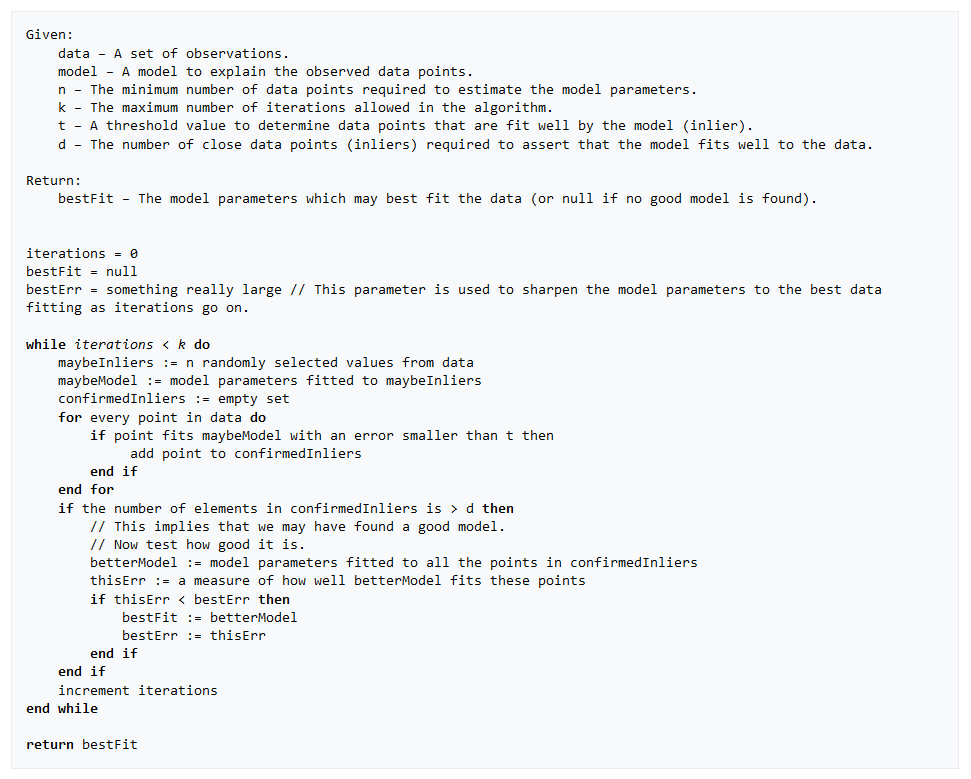 Given:
data – A set of observations.
model – A model to explain the observed data points.
n – The minimum number of data points required to estimate the model parameters.
k – The maximum number of iterations allowed in the algorithm.
t – A threshold value to determine data points that are fit well by the model (inlier).
d – The number of close data points (inliers) required to assert that the model fits well to the data.
Return:
bestFit – The model parameters which may best fit the data (or null if no good model is found).
iterations = 0
bestFit = null
bestErr = something really large // This parameter is used to sharpen the model parameters to the best data
fitting as iterations go on.
while iterations < k do
maybeInliers := n randomly selected values from data
maybeModel := model parameters fitted to maybeInliers
confirmedInliers := empty set
for every point in data do
if point fits maybeModel with an error smaller than t then
add point to confirmedInliers
end if
end for
if the number of elements in confirmedInliers is > d then
// This implies that we may have found a good model.
// Now test how good it is.
betterModel := model parameters fitted to all the points in confirmedInliers
thisErr := a measure of how well betterModel fits these points
if thisErr < bestErr then
bestFit := betterModel
bestErr := thisErr
end if
end if
increment iterations
end while
return bestFit